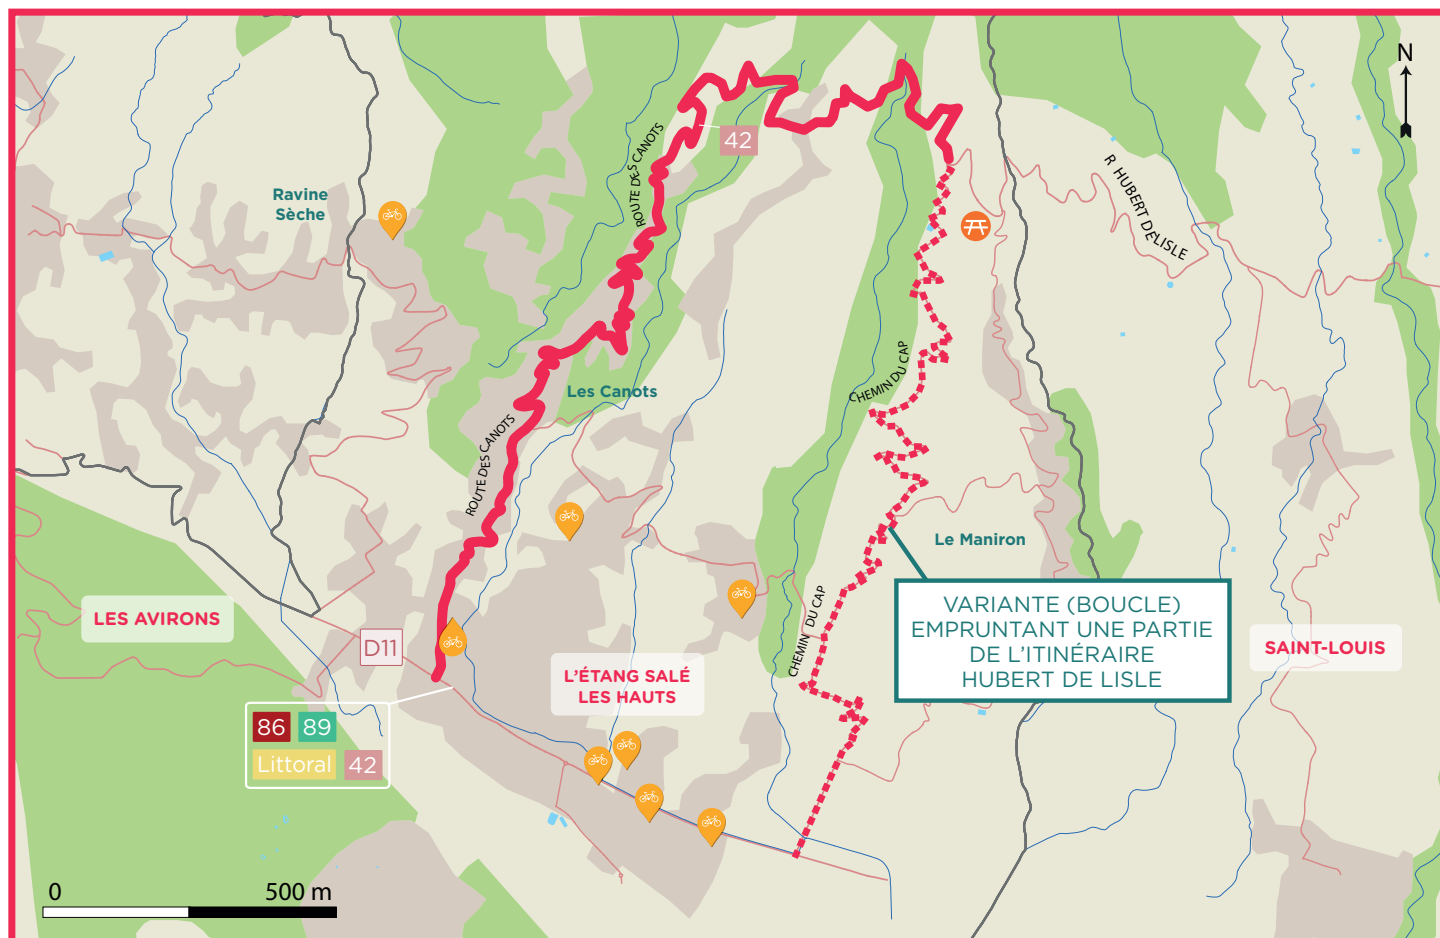 N
42
ROUTE DES CANOTS
R HUBERT DE LISLE
Ravine
Sèche
CHEMIN DU CAP
Les Canots
ROUTE DES CANOTS
Le Maniron
VARIANTE (BOUCLE)
EMPRUNTANT UNE PARTIE
DE L'ITINÉRAIRE
HUBERT DE LISLE
CHEMIN DU CAP
LES AVIRONS
D11
SAINT-LOUIS
L'ÉTANG SALÉ
LES HAUTS
86 89
Littoral 42
0 500 m